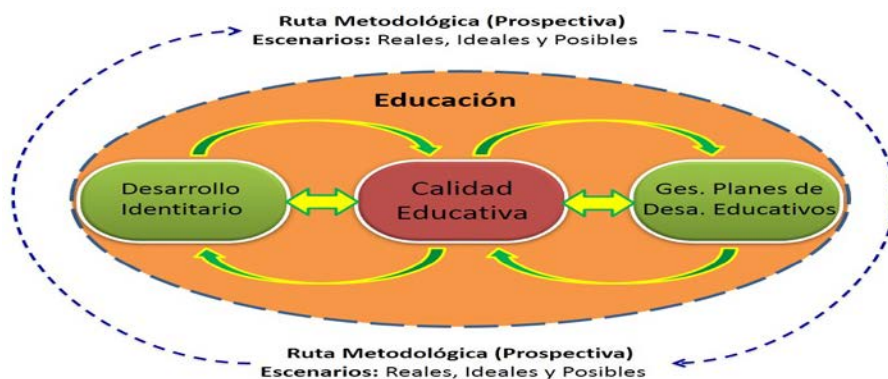 Ruta Metodológica (Prospectiva)
Escenarios: Reales, Ideales y Posibles
Educación
Desarrollo
Identitario
Calidad
Educativa
Ges. Planes de
Desa. Educativos
Ruta Metodológica (Prospectiva)
Escenarios: Reales, Ideales y Posibles